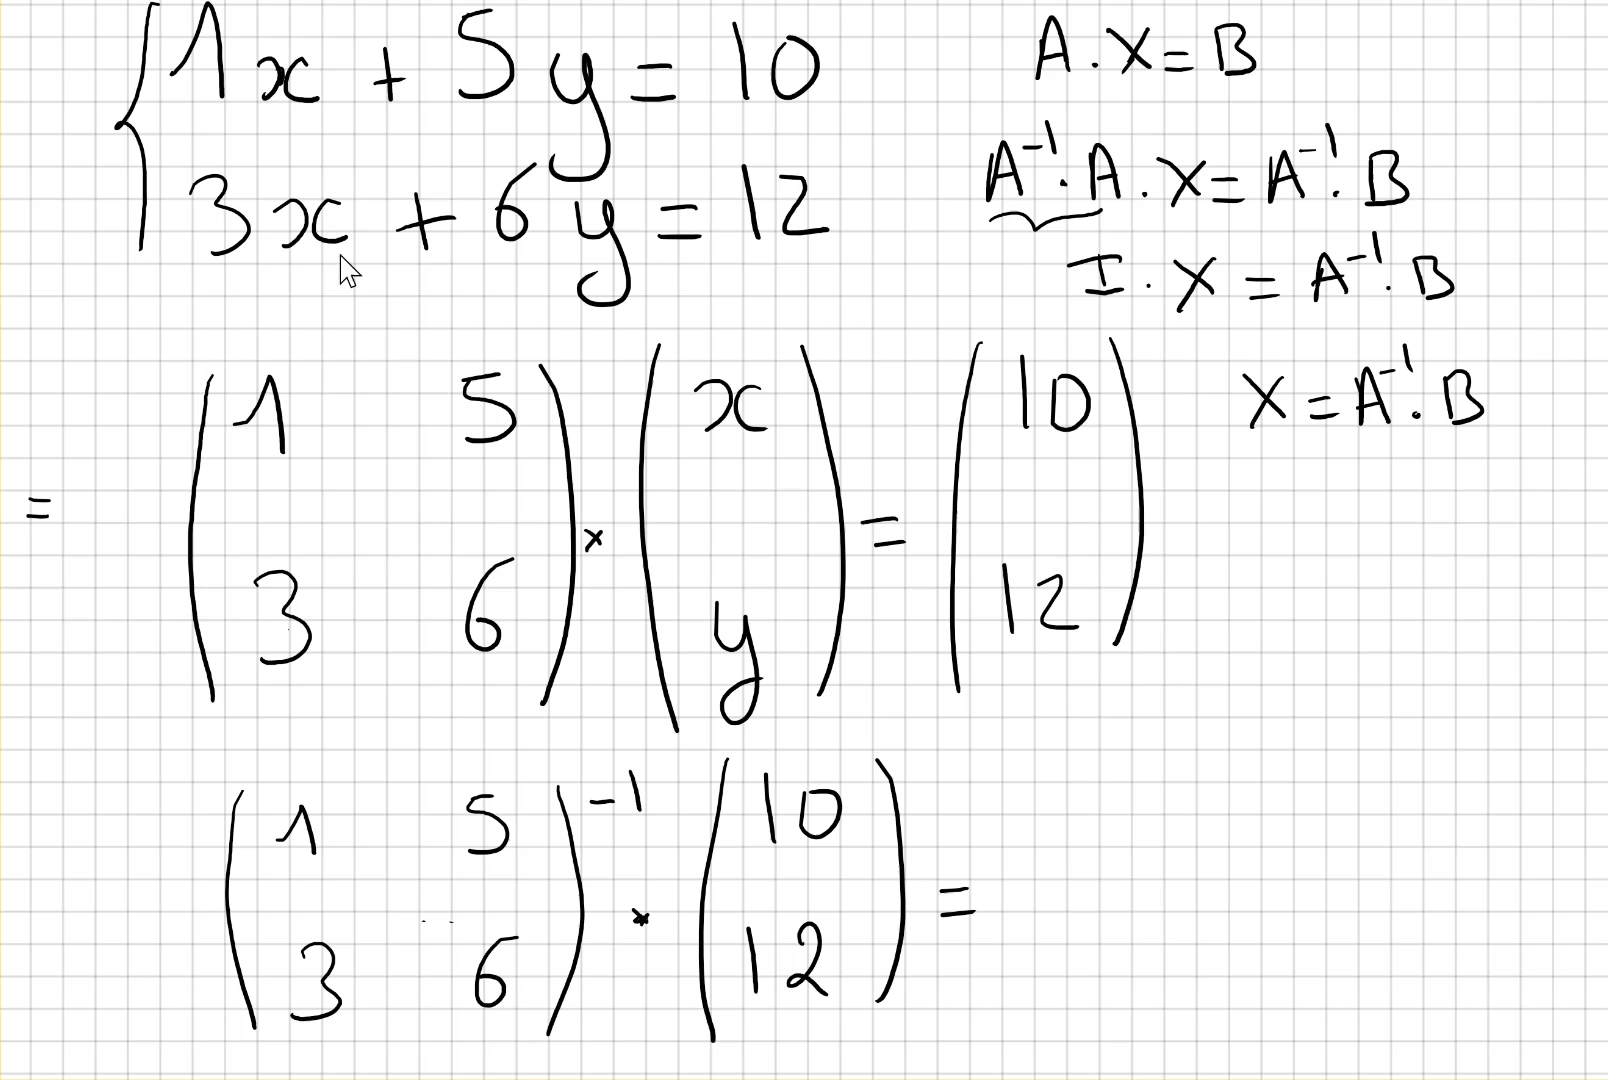 1x + 5y = 10
3x + 6y = 12
A . X = B
A⁻¹ . A . X = A⁻¹ . B
I . X = A⁻¹ . B
X = A⁻¹ . B
= ( 1 5 ) × ( x ) = ( 10 )
( 3 6 ) ( y ) ( 12 )
( 1 5 )⁻¹ * ( 10 ) =
( 3 6 ) ( 12 )